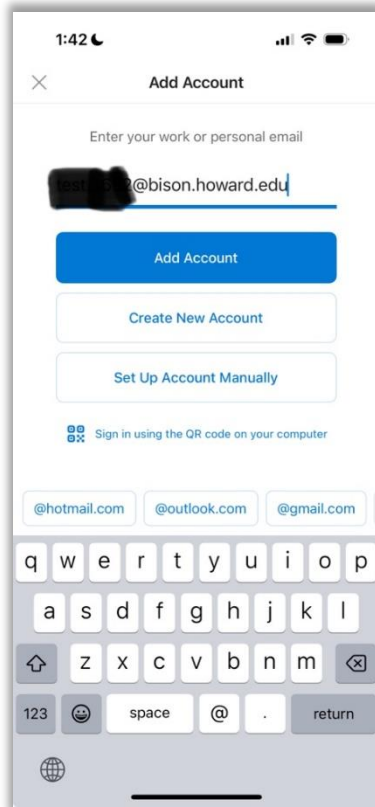 1:42
Add Account
Enter your work or personal email
@bison.howard.edu
Add Account
Create New Account
Set Up Account Manually
Sign in using the QR code on your computer
@hotmail.com @outlook.com @gmail.com
q w e r t y u i o p
a s d f g h j k l
z x c v b n m
123 space @ . return